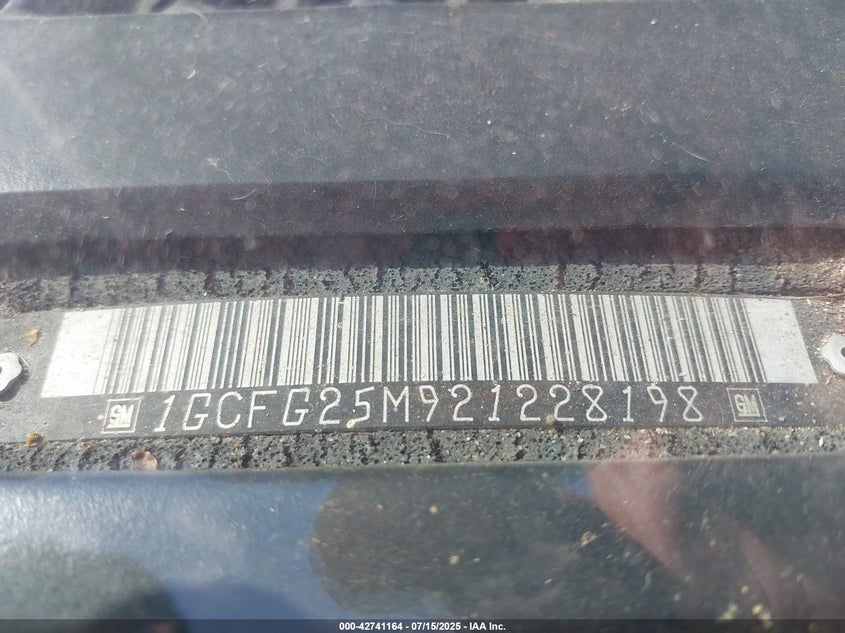 GM 1GCFG25M921228198 GM
000-42741164 | 07/15/2025 - IAA Inc.